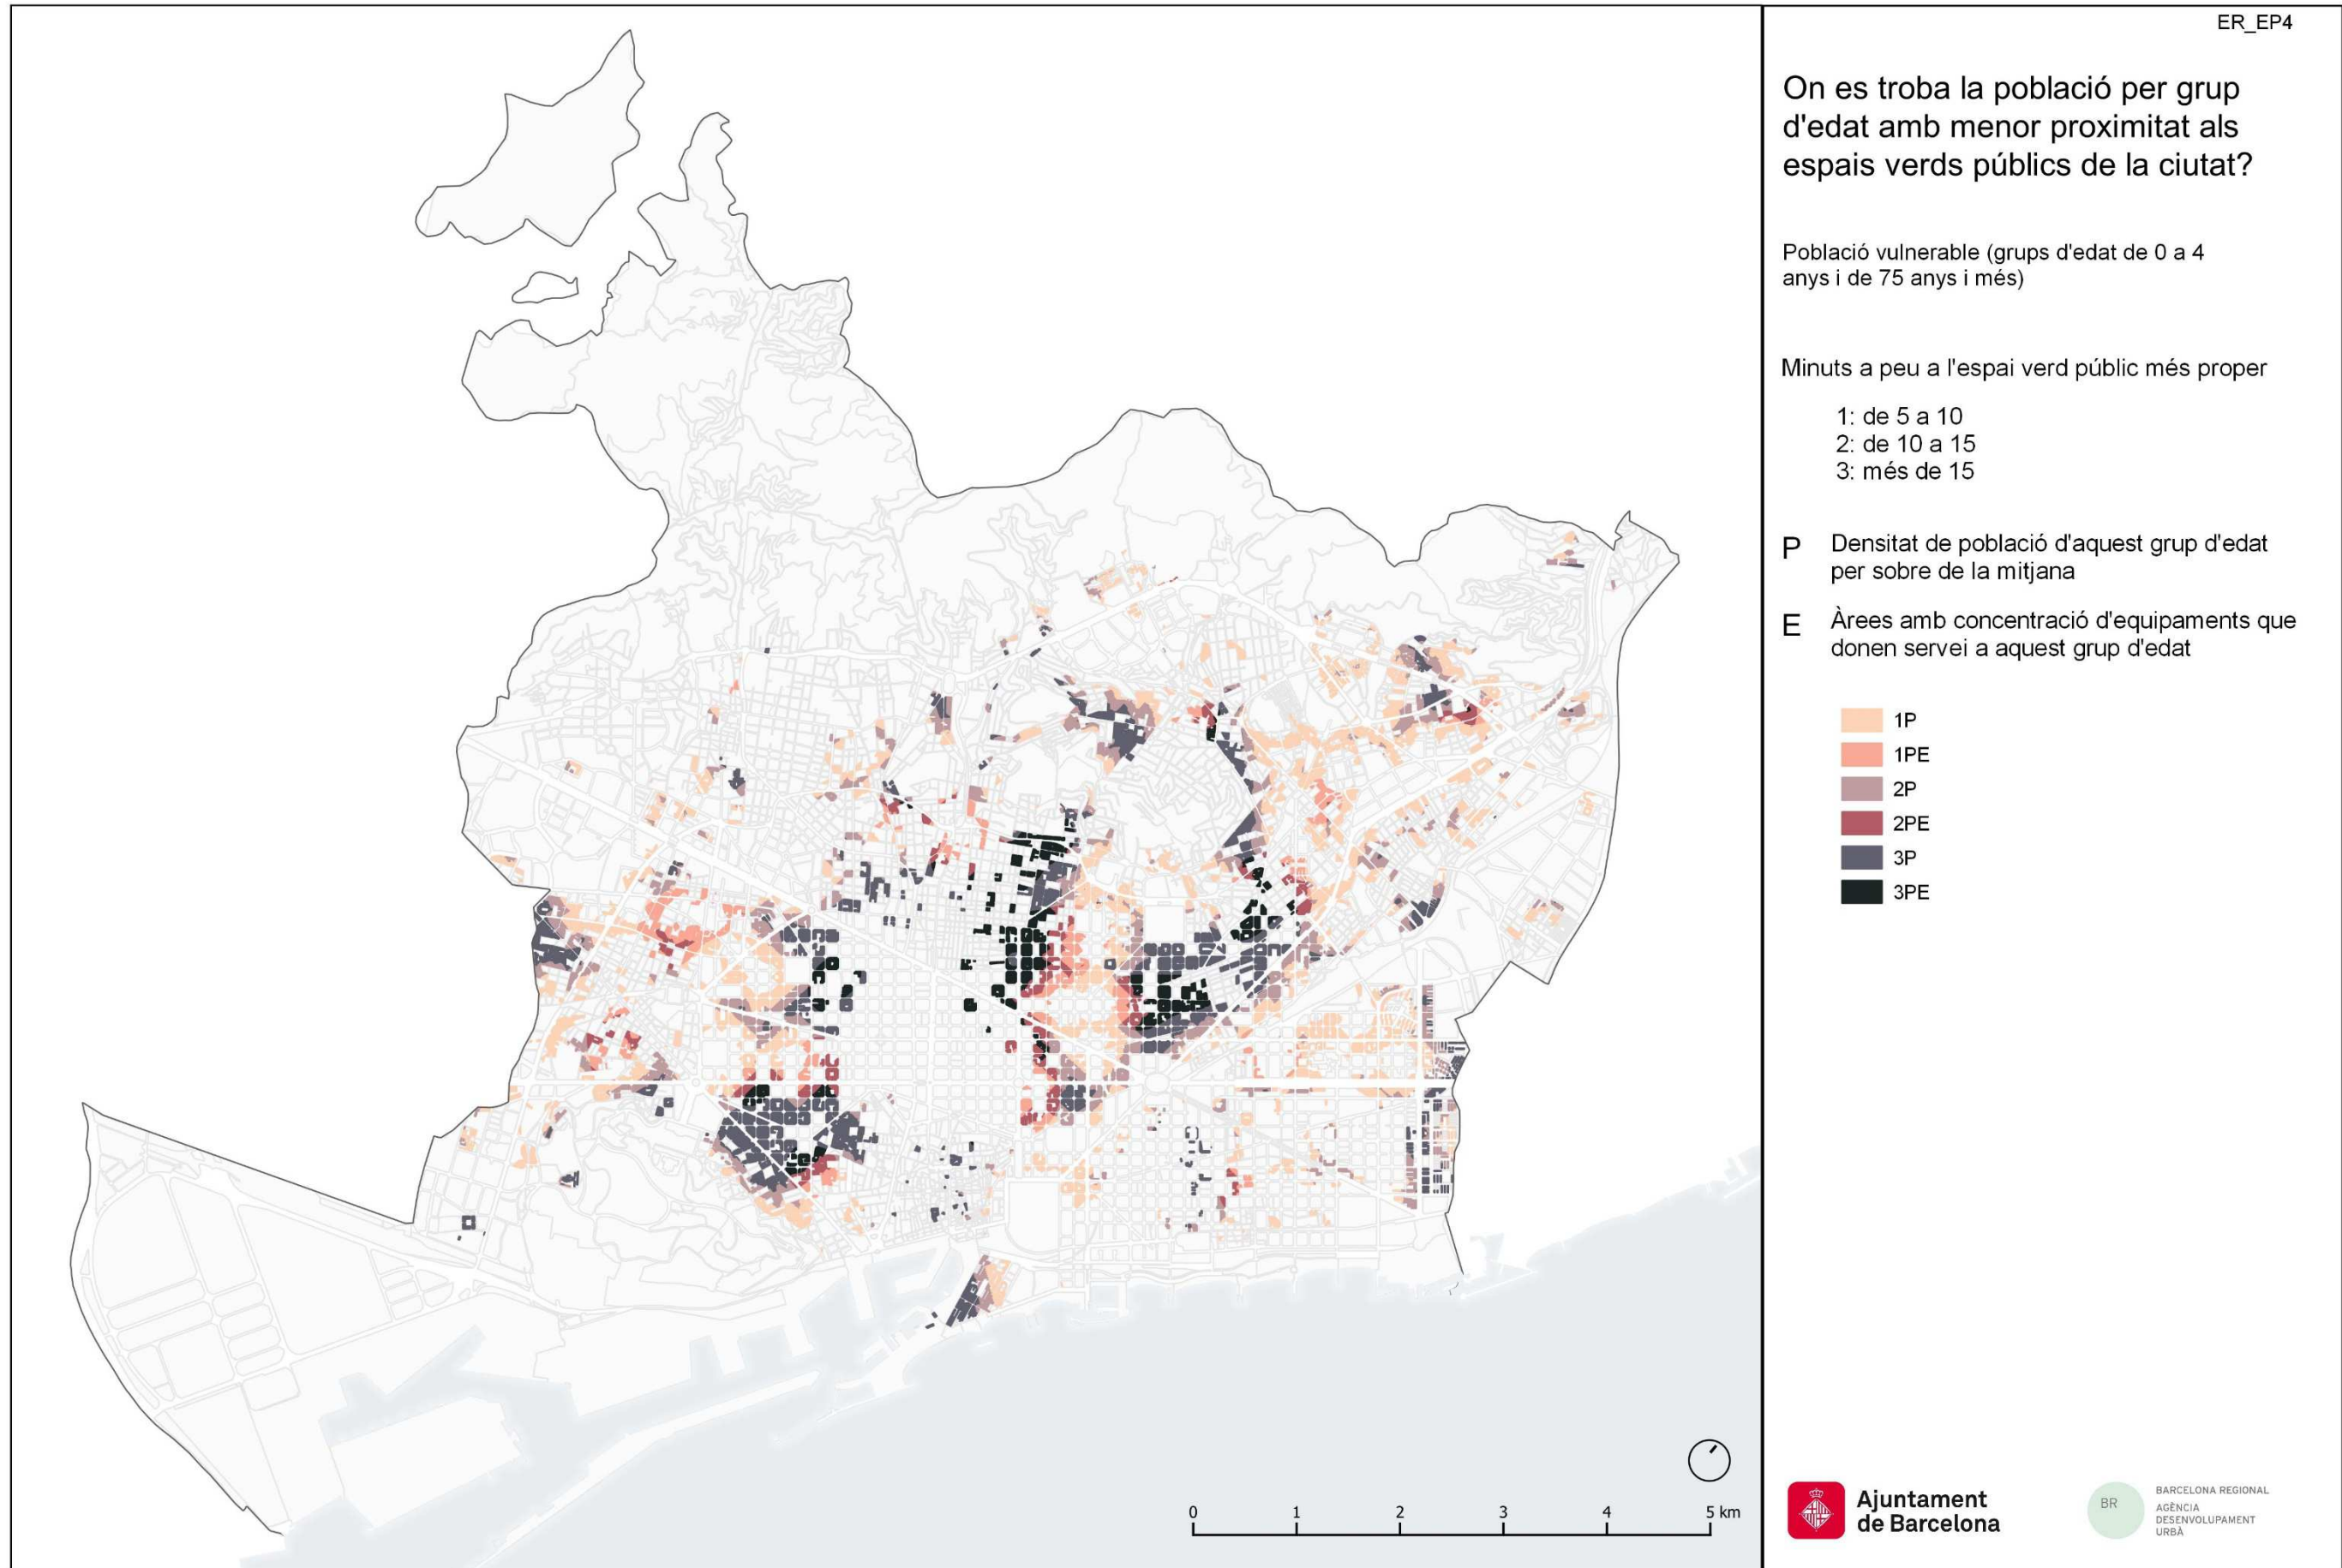 ER_EP4
On es troba la població per grup
d'edat amb menor proximitat als
espais verds públics de la ciutat?
Població vulnerable (grups d'edat de 0 a 4
anys i de 75 anys i més)
Minuts a peu a l'espai verd públic més proper
1: de 5 a 10
2: de 10 a 15
3: més de 15
P Densitat de població d'aquest grup d'edat
per sobre de la mitjana
E Àrees amb concentració d'equipaments que
donen servei a aquest grup d'edat
1P
1PE
2P
2PE
3P
3PE
0 1 2 3 4 5 km
Ajuntament
de Barcelona
BR
BARCELONA REGIONAL
AGÈNCIA
DESENVOLUPAMENT
URBÀ